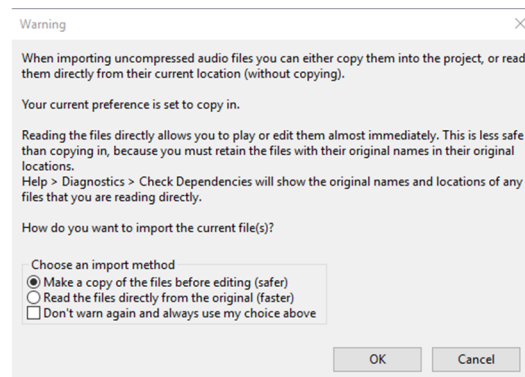 Warning
When importing uncompressed audio files you can either copy them into the project, or read
them directly from their current location (without copying).
Your current preference is set to copy in.
Reading the files directly allows you to play or edit them almost immediately. This is less safe
than copying in, because you must retain the files with their original names in their original
locations.
Help > Diagnostics > Check Dependencies will show the original names and locations of any
files that you are reading directly.
How do you want to import the current file(s)?
Choose an import method
Make a copy of the files before editing (safer)
Read the files directly from the original (faster)
Don't warn again and always use my choice above
OK Cancel